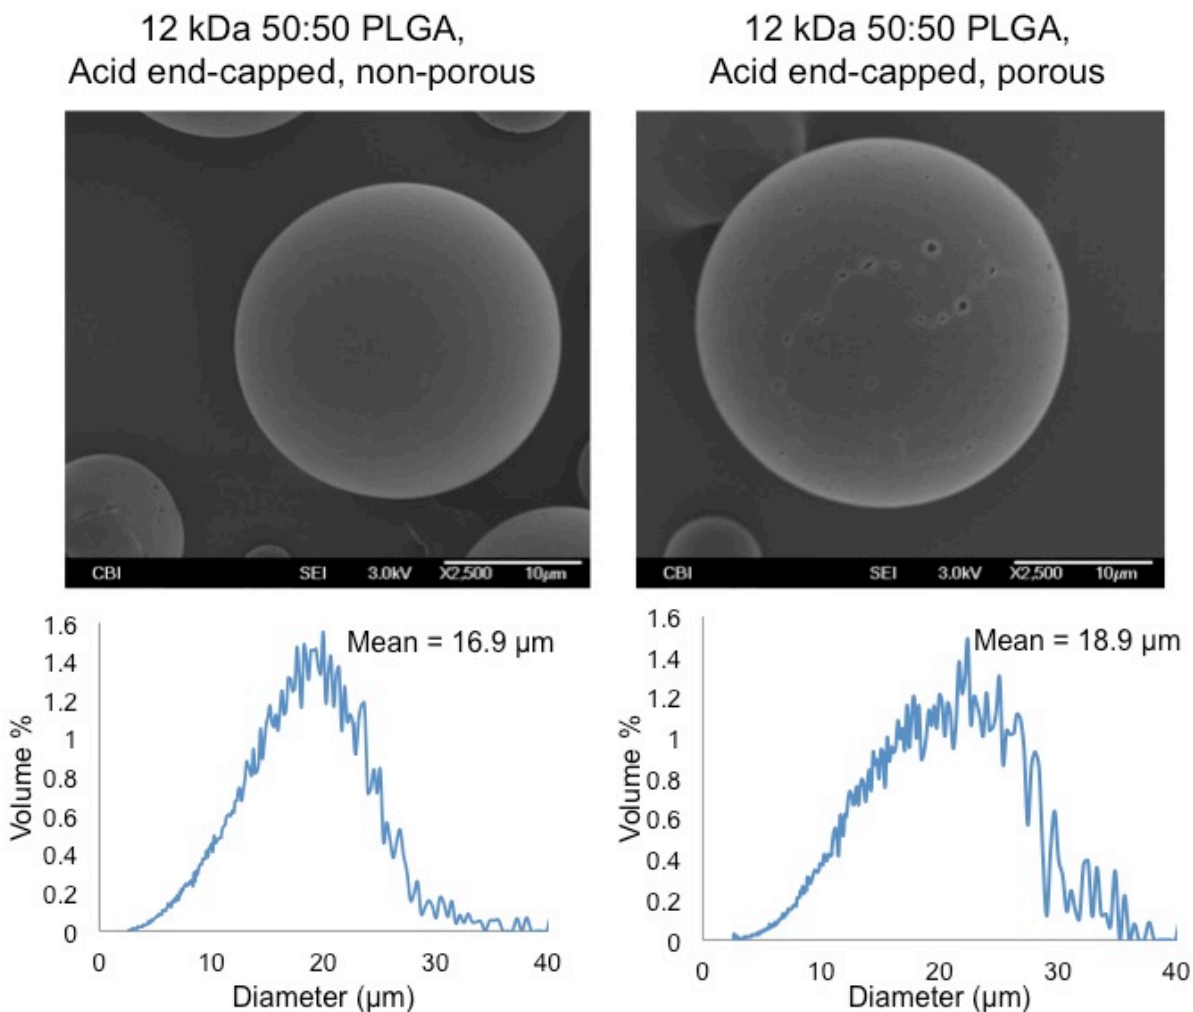 12 kDa 50:50 PLGA,
Acid end-capped, non-porous
12 kDa 50:50 PLGA,
Acid end-capped, porous
CBI SEI 3.0kV X2,500 10µm
CBI SEI 3.0kV X2,500 10µm
Mean = 16.9 µm
Volume %
1.6
1.4
1.2
1
0.8
0.6
0.4
0.2
0
0 10 20 30 40
Diameter (µm)
Mean = 18.9 µm
Volume %
1.6
1.4
1.2
1
0.8
0.6
0.4
0.2
0
0 10 20 30 40
Diameter (µm)